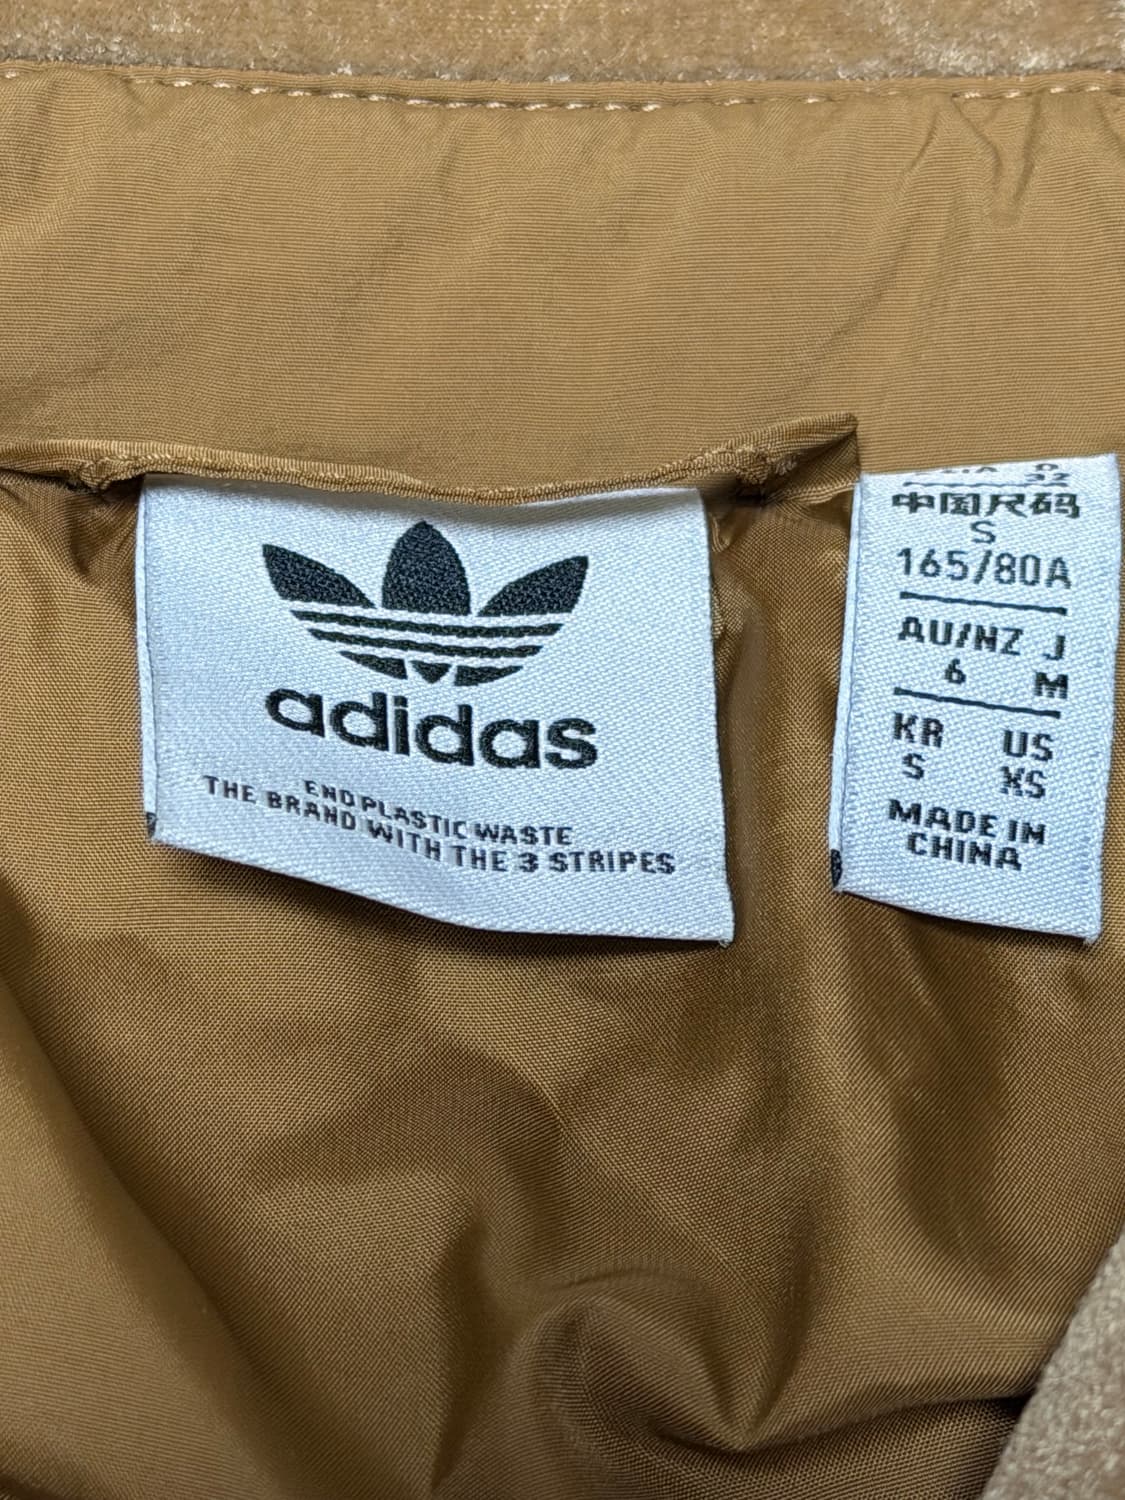 adidas
END PLASTIC WASTE
THE BRAND WITH THE 3 STRIPES
中国尺码
S
165/80A
AU/NZ J
6 M
KR US
S XS
MADE IN
CHINA